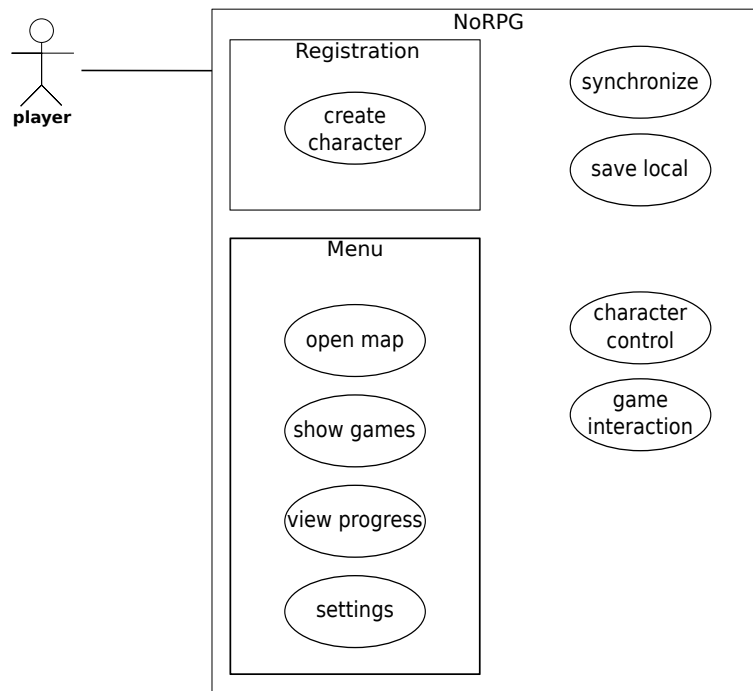 NoRPG
player
Registration
create
character
synchronize
save local
Menu
open map
show games
view progress
settings
character
control
game
interaction